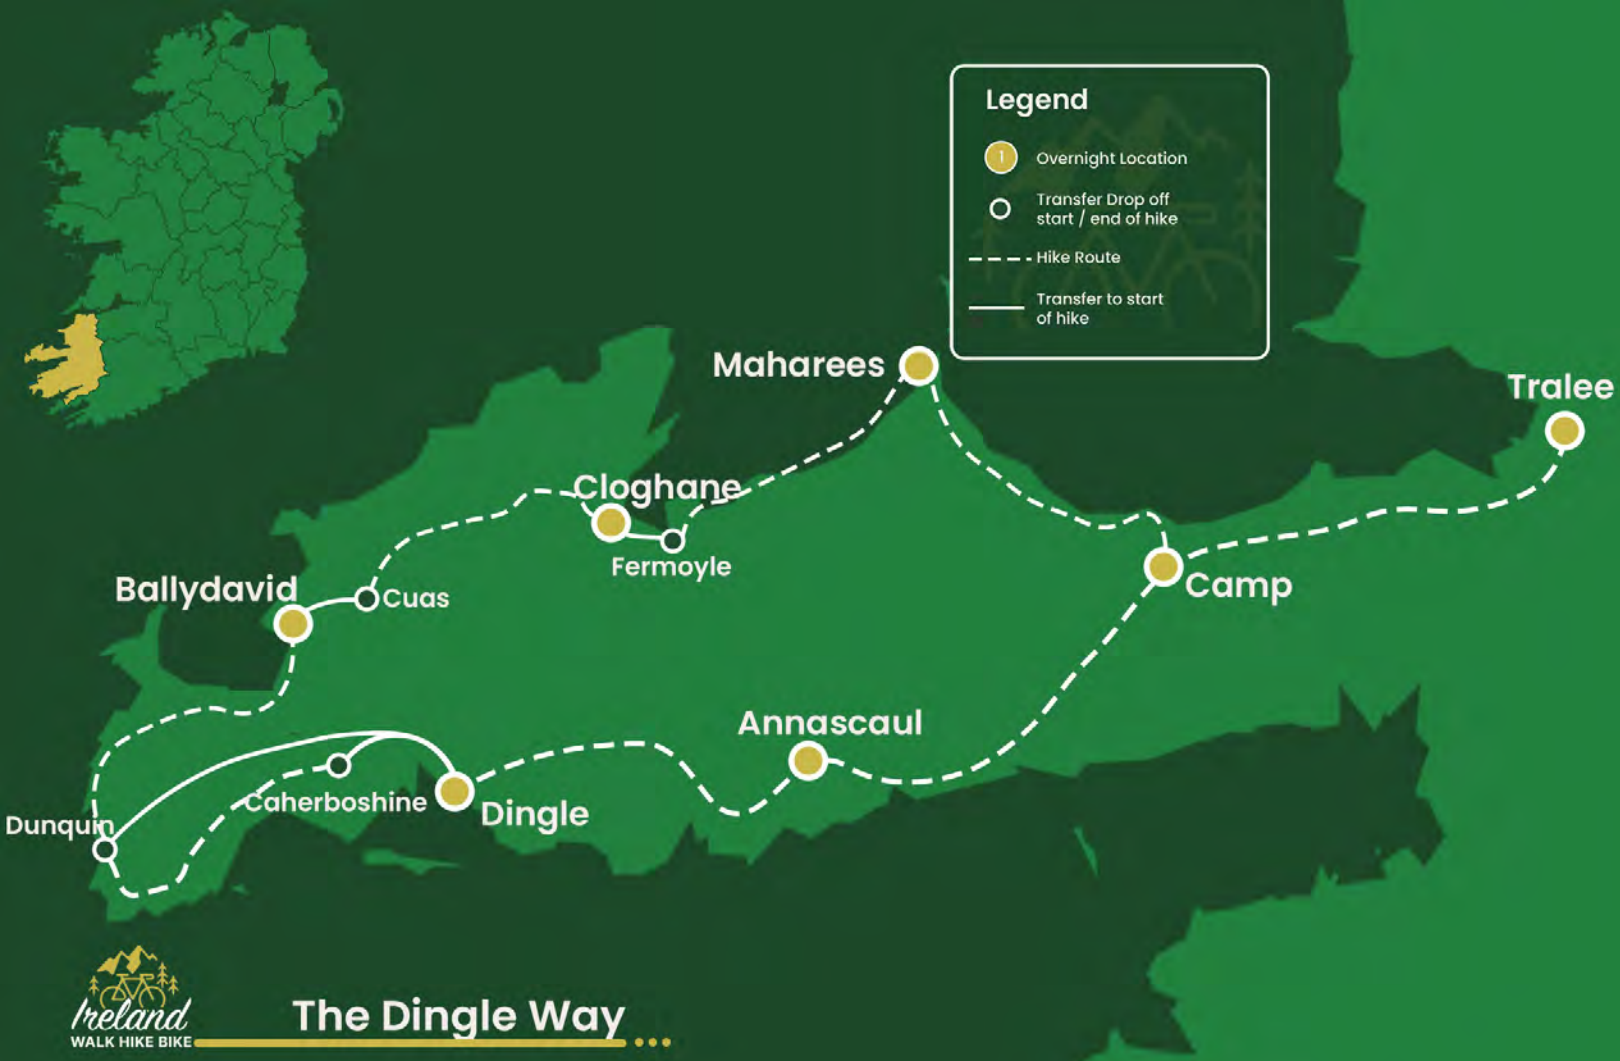 Legend
1
Overnight Location
Transfer Drop off
start / end of hike
Hike Route
Transfer to start
of hike
Maharees
Tralee
Cloghane
Fermoyle
Camp
Ballydavid
Cuas
Annascaul
Caherboshine
Dingle
Dunquin
Ireland
WALK HIKE BIKE
The Dingle Way